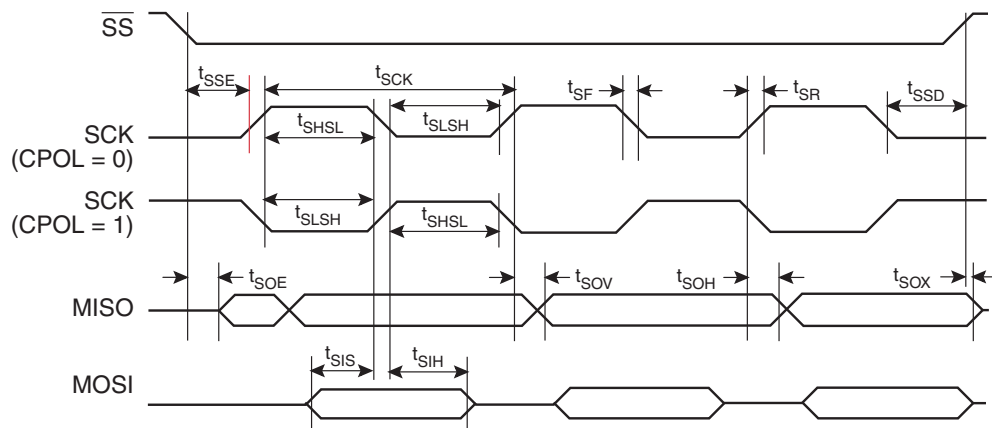 SS
tSSE
tSCK
tSF
tSR
tSSD
SCK
(CPOL = 0)
tSHSL
tSLSH
SCK
(CPOL = 1)
tSLSH
tSHSL
tSOE
tSOV
tSOH
tSOX
MISO
tSIS
tSIH
MOSI